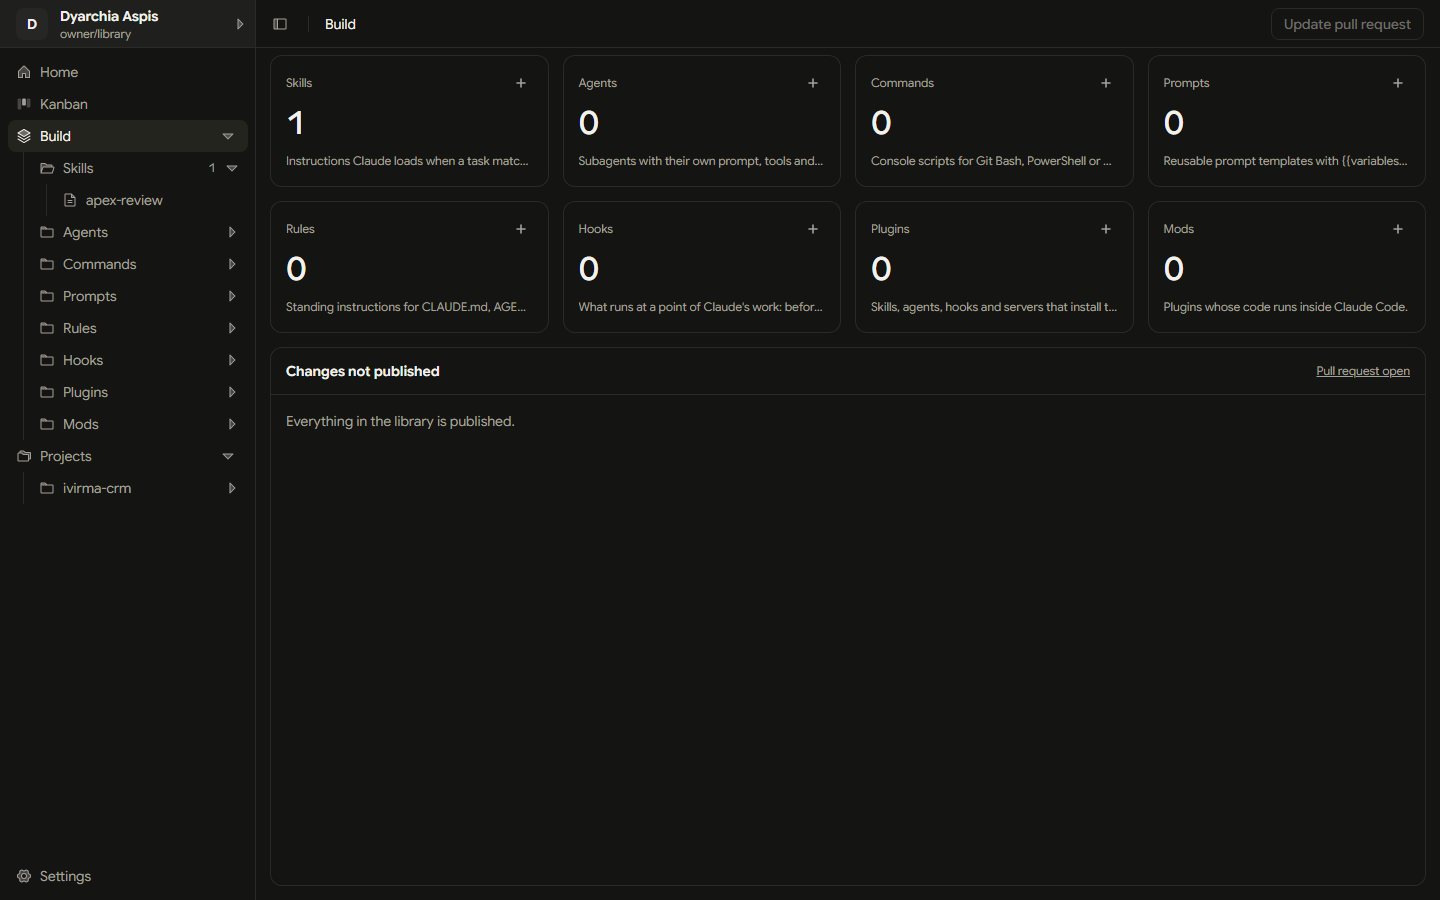 D
Dyarchia Aspis
owner/library
Build
Update pull request
Home
Kanban
Build
Skills 1
apex-review
Agents
Commands
Prompts
Rules
Hooks
Plugins
Mods
Projects
ivirma-crm
Settings
Skills
1
Instructions Claude loads when a task matc...
Agents
0
Subagents with their own prompt, tools and...
Commands
0
Console scripts for Git Bash, PowerShell or ...
Prompts
0
Reusable prompt templates with {{variables...
Rules
0
Standing instructions for CLAUDE.md, AGE...
Hooks
0
What runs at a point of Claude's work: befor...
Plugins
0
Skills, agents, hooks and servers that install t...
Mods
0
Plugins whose code runs inside Claude Code.
Changes not published
Pull request open
Everything in the library is published.